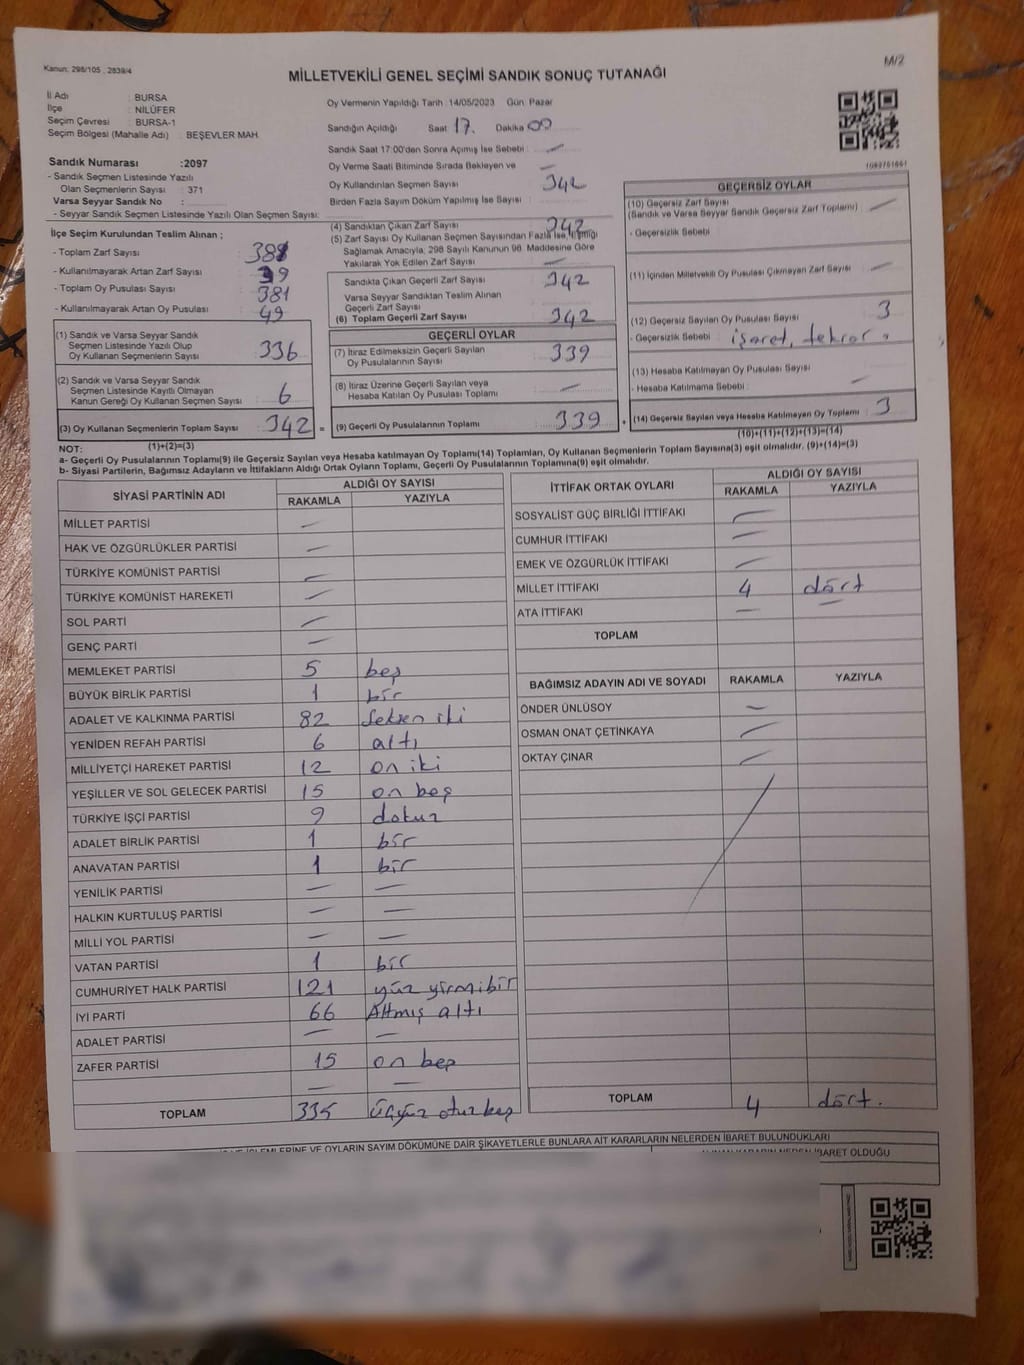 Kanun: 298/105 , 2839/4
M/2
MİLLETVEKİLİ GENEL SEÇİMİ SANDIK SONUÇ TUTANAĞI
İl Adı : BURSA
İlçe : NİLÜFER
Seçim Çevresi : BURSA-1
Seçim Bölgesi (Mahalle Adı) : BEŞEVLER MAH.
Sandık Numarası :2097
- Sandık Seçmen Listesinde Yazılı
Olan Seçmenlerin Sayısı : 371
Varsa Seyyar Sandık No :
- Seyyar Sandık Seçmen Listesinde Yazılı Olan Seçmen Sayısı:
Oy Vermenin Yapıldığı Tarih : 14/05/2023 Gün Pazar
Sandığın Açıldığı Saat 17. Dakika 00
Sandık Saat 17:00'den Sonra Açımış İse Sebebi : —
Oy Verme Saati Bitiminde Sırada Bekleyen ve —
Oy Kullandırılan Seçmen Sayısı 342
Birden Fazla Sayım Döküm Yapılmış İse Sayısı :
İlçe Seçim Kurulundan Teslim Alınan ;
- Toplam Zarf Sayısı 381
- Kullanılmayarak Artan Zarf Sayısı 39
- Toplam Oy Pusulası Sayısı 381
- Kullanılmayarak Artan Oy Pusulası 49
(1) Sandık ve Varsa Seyyar Sandık
Seçmen Listesinde Yazılı Olup
Oy Kullanan Seçmenlerin Sayısı 336
(2) Sandık ve Varsa Seyyar Sandık
Seçmen Listesinde Kayıtlı Olmayan
Kanun Gereği Oy Kullanan Seçmen Sayısı : 6
(3) Oy Kullanan Seçmenlerin Toplam Sayısı : 342 =
(1)+(2)=(3)
(4) Sandıktan Çıkan Zarf Sayısı 342
(5) Zarf Sayısı Oy Kullanan Seçmen Sayısından Fazla İse, Eşitliği
Sağlamak Amacıyla, 298 Sayılı Kanunun 98. Maddesine Göre
Yakılarak Yok Edilen Zarf Sayısı —
Sandıkta Çıkan Geçerli Zarf Sayısı 342
Varsa Seyyar Sandıktan Teslim Alınan
Geçerli Zarf Sayısı
(6) Toplam Geçerli Zarf Sayısı : 342
GEÇERLİ OYLAR
(7) İtiraz Edilmeksizin Geçerli Sayılan
Oy Pusulalarının Sayısı : 339
(8) İtiraz Üzerine Geçerli Sayılan veya
Hesaba Katılan Oy Pusulası Toplamı : —
(9) Geçerli Oy Pusulalarının Toplamı : 339 +
GEÇERSİZ OYLAR
(10) Geçersiz Zarf Sayısı —
(Sandık ve Varsa Seyyar Sandık Geçersiz Zarf Toplamı)
- Geçersizlik Sebebi
(11) İçinden Milletvekili Oy Pusulası Çıkmayan Zarf Sayısı —
(12) Geçersiz Sayılan Oy Pusulası Sayısı 3
- Geçersizlik Sebebi : işaret, tekrar.
(13) Hesaba Katılmayan Oy Pusulası Sayısı —
- Hesaba Katılmama Sebebi :
(14) Geçersiz Sayılan veya Hesaba Katılmayan Oy Toplamı : 3
(10)+(11)+(12)+(13)=(14)
NOT:
a- Geçerli Oy Pusulalarının Toplamı(9) ile Geçersiz Sayılan veya Hesaba katılmayan Oy Toplamı(14) Toplamları, Oy Kullanan Seçmenlerin Toplam Sayısına(3) eşit olmalıdır. (9)+(14)=(3)
b- Siyasi Partilerin, Bağımsız Adayların ve İttifakların Aldığı Ortak Oyların Toplamı, Geçerli Oy Pusulalarının Toplamına(9) eşit olmalıdır.
SİYASİ PARTİNİN ADI ALDIĞI OY SAYISI
RAKAMLA YAZIYLA
MİLLET PARTİSİ —
HAK VE ÖZGÜRLÜKLER PARTİSİ —
TÜRKİYE KOMÜNİST PARTİSİ —
TÜRKİYE KOMÜNİST HAREKETİ —
SOL PARTİ —
GENÇ PARTİ —
MEMLEKET PARTİSİ 5 beş
BÜYÜK BİRLİK PARTİSİ 1 bir
ADALET VE KALKINMA PARTİSİ 82 Seksen iki
YENİDEN REFAH PARTİSİ 6 altı
MİLLİYETÇİ HAREKET PARTİSİ 12 on iki
YEŞİLLER VE SOL GELECEK PARTİSİ 15 on beş
TÜRKİYE İŞÇİ PARTİSİ 9 dokuz
ADALET BİRLİK PARTİSİ 1 bir
ANAVATAN PARTİSİ 1 bir
YENİLİK PARTİSİ — —
HALKIN KURTULUŞ PARTİSİ — —
MİLLİ YOL PARTİSİ — —
VATAN PARTİSİ 1 bir
CUMHURİYET HALK PARTİSİ 121 yüz yirmibir
İYİ PARTİ 66 Altmış altı
ADALET PARTİSİ — —
ZAFER PARTİSİ 15 on beş
— —
TOPLAM 335 üçyüz otuz beş
İTTİFAK ORTAK OYLARI ALDIĞI OY SAYISI
RAKAMLA YAZIYLA
SOSYALİST GÜÇ BİRLİĞİ İTTİFAKI —
CUMHUR İTTİFAKI —
EMEK VE ÖZGÜRLÜK İTTİFAKI —
MİLLET İTTİFAKI 4 dört
ATA İTTİFAKI — —
TOPLAM
BAĞIMSIZ ADAYIN ADI VE SOYADI RAKAMLA YAZIYLA
ÖNDER ÜNLÜSOY —
OSMAN ONAT ÇETİNKAYA —
OKTAY ÇINAR —
TOPLAM 4 dört.
İŞLEMLERİNE VE OYLARIN SAYIM DÖKÜMÜNE DAİR ŞİKAYETLERLE BUNLARA AİT KARARLARIN NELERDEN İBARET BULUNDUKLARI
İBARET OLDUĞU